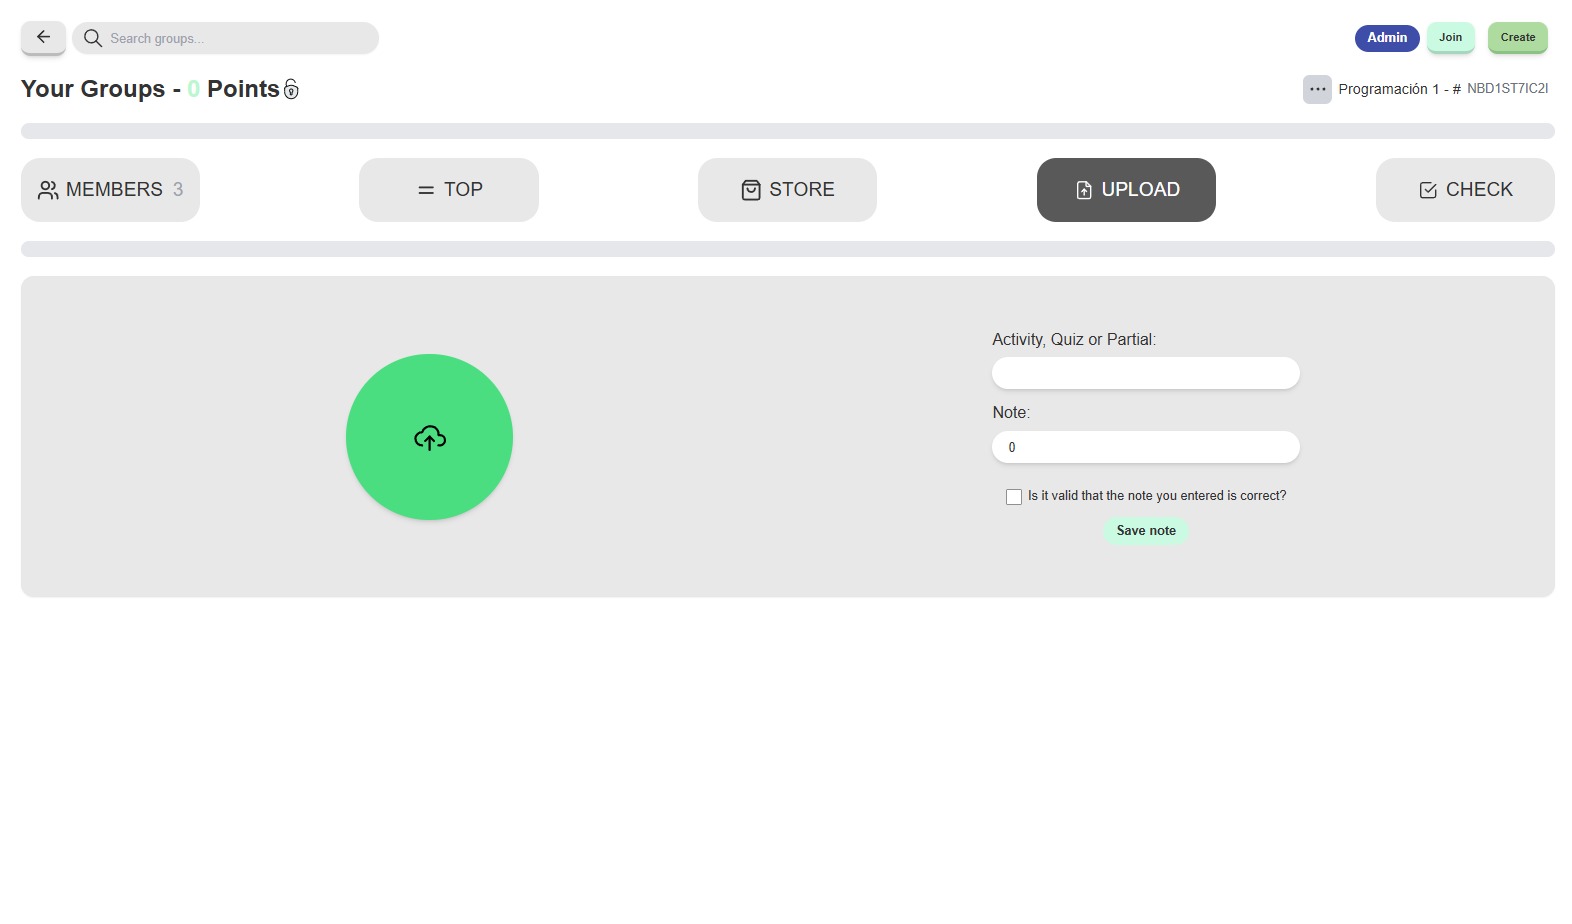 Search groups...
Admin
Join
Create
Your Groups - 0 Points
Programación 1 - # NBD1ST7IC2I
MEMBERS 3
TOP
STORE
UPLOAD
CHECK
Activity, Quiz or Partial:
Note:
0
Is it valid that the note you entered is correct?
Save note